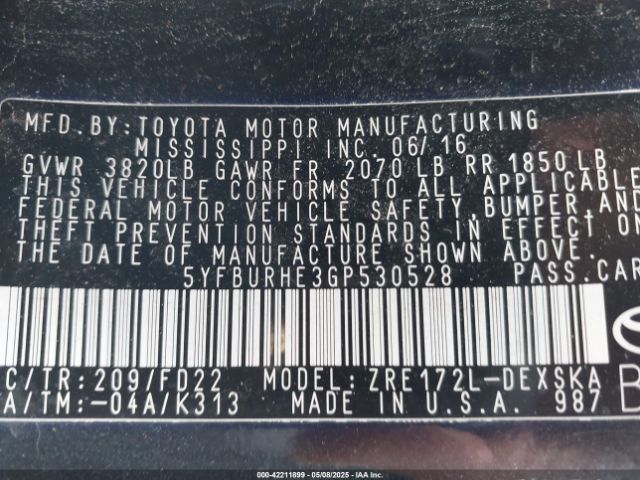 MFD. BY: TOYOTA MOTOR MANUFACTURING
MISSISSIPPI INC. 06/16
GVWR 3820LB GAWR FR 2070 LB RR 1850 LB
THIS VEHICLE CONFORMS TO ALL APPLICABLE
FEDERAL MOTOR VEHICLE SAFETY, BUMPER AND
THEFT PREVENTION STANDARDS IN EFFECT ON
THE DATE OF MANUFACTURE SHOWN ABOVE.
5YFBURHE3GP530528 PASS.CAR
C/TR: 209/FD22 MODEL: ZRE172L-DEXSKA
A/TM: -04A/K313 MADE IN U.S.A. 987
000-42211899 05/08/2025 IAA Inc.